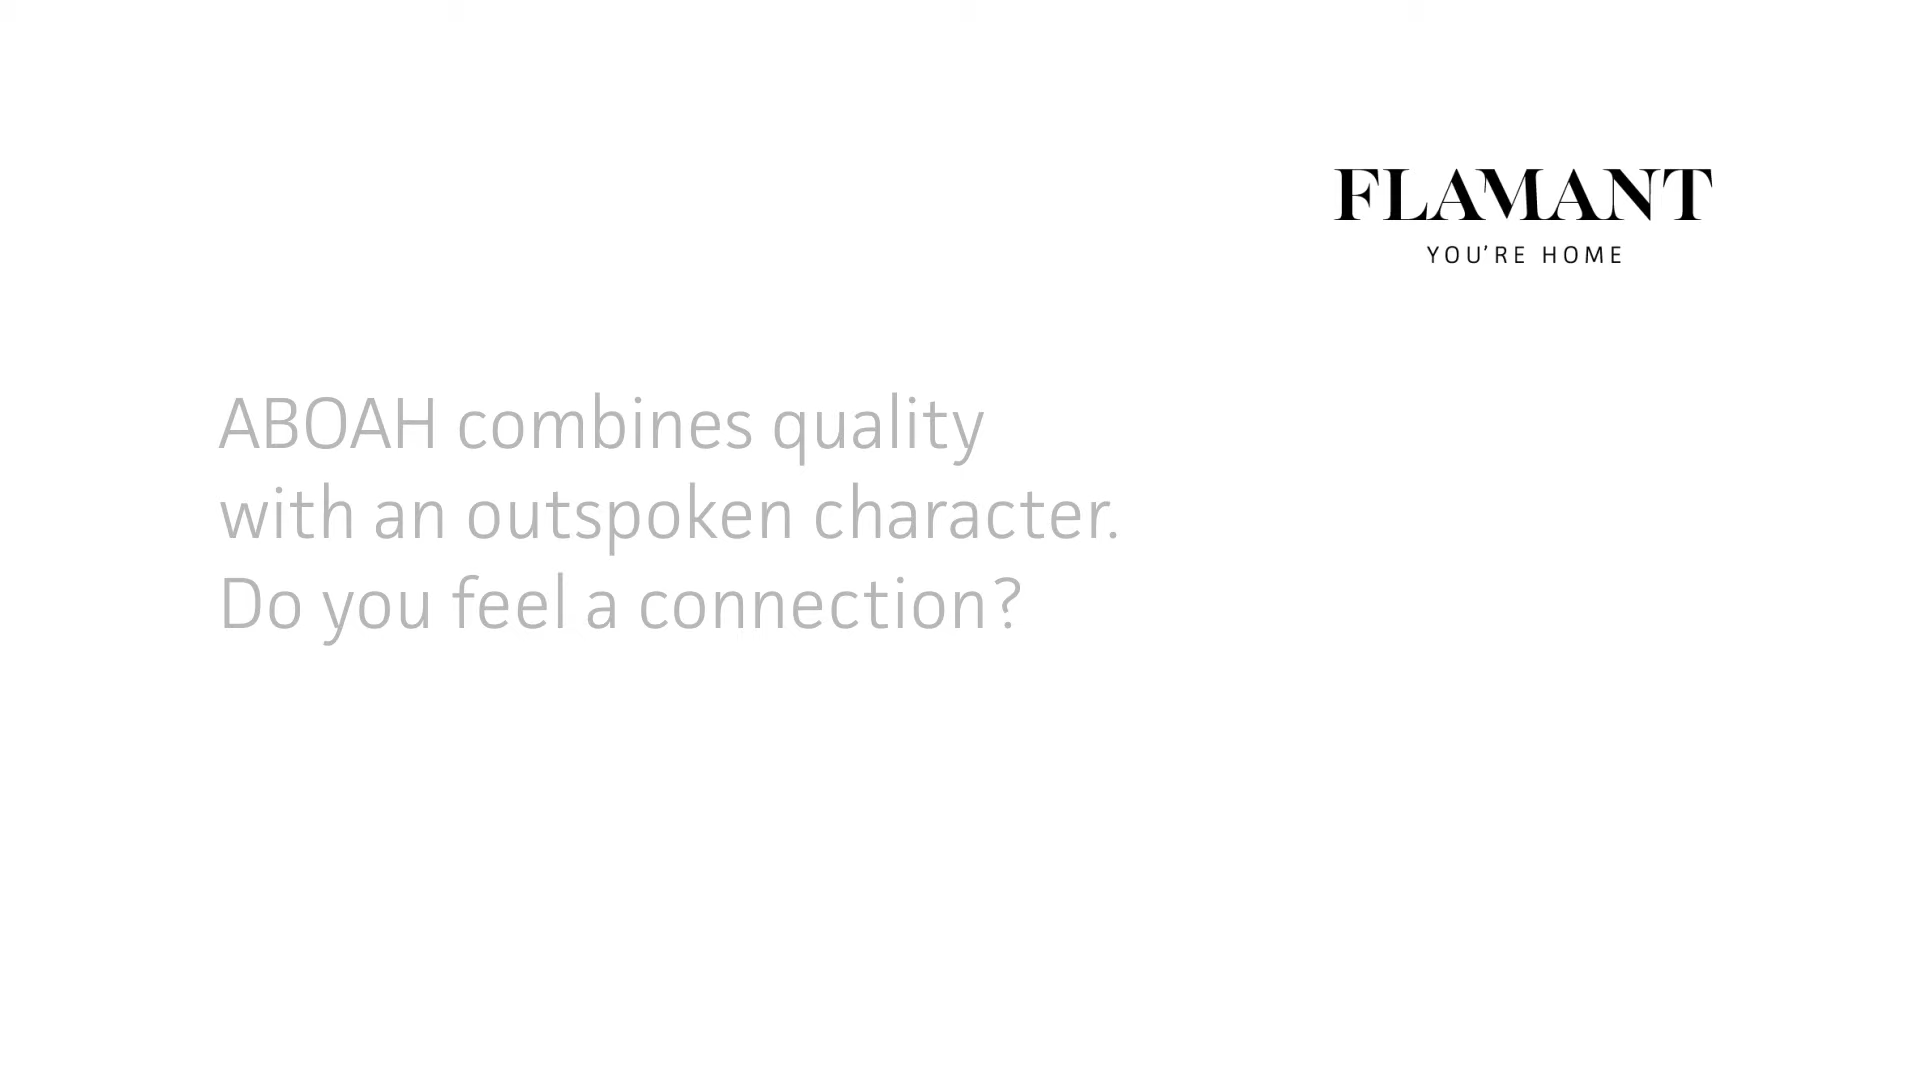 FLAMANT
YOU'RE HOME
ABOAH combines quality
with an outspoken character.
Do you feel a connection?